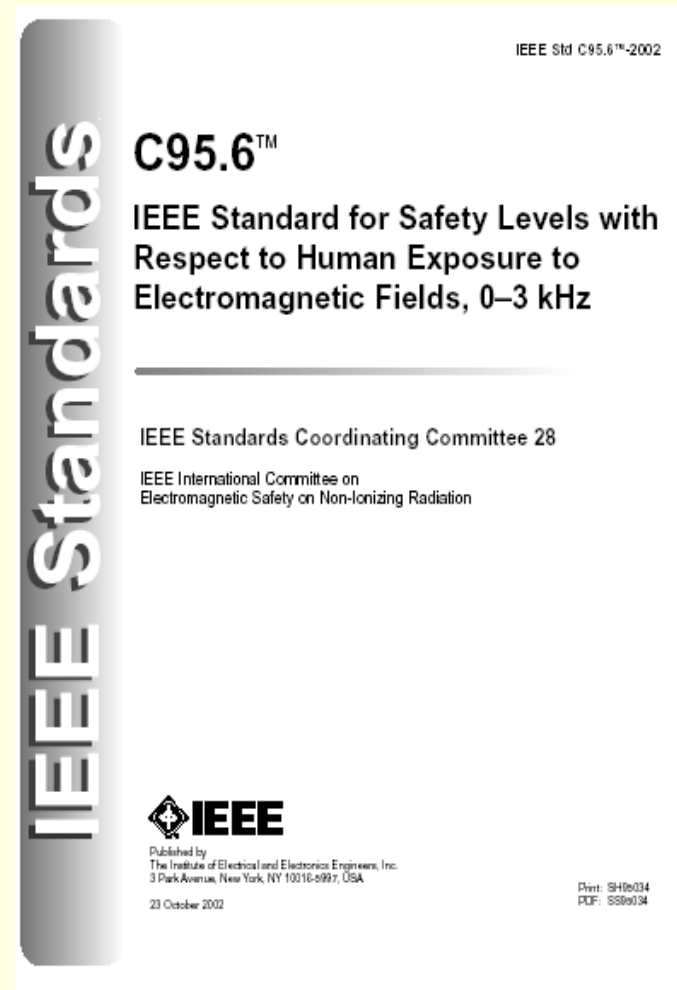 IEEE Std C95.6™-2002
IEEE Standards
C95.6™
IEEE Standard for Safety Levels with
Respect to Human Exposure to
Electromagnetic Fields, 0–3 kHz
IEEE Standards Coordinating Committee 28
IEEE International Committee on
Electromagnetic Safety on Non-Ionizing Radiation
IEEE
Published by
The Institute of Electrical and Electronics Engineers, Inc.
3 Park Avenue, New York, NY 10016-5997, USA
23 October 2002
Print: SH95034
PDF: SS95034